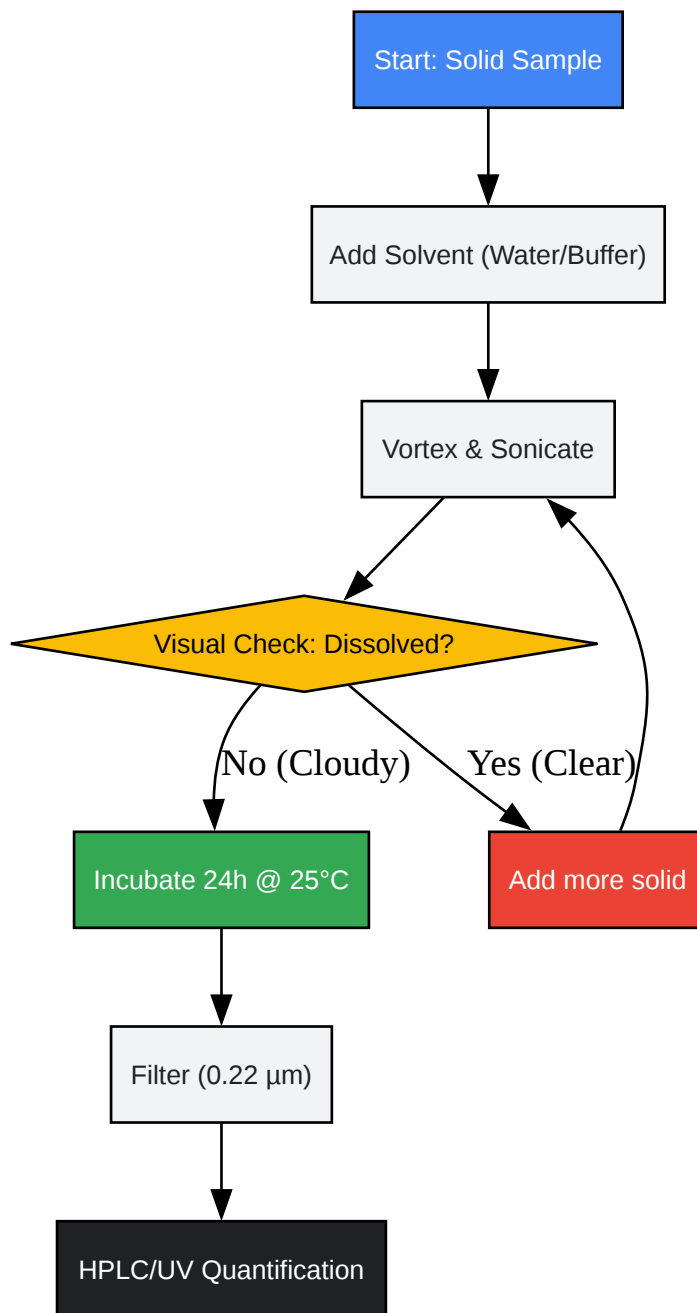 Start: Solid Sample
Add Solvent (Water/Buffer)
Vortex & Sonicate
Visual Check: Dissolved?
No (Cloudy)
Yes (Clear)
Incubate 24h @ 25°C
Add more solid
Filter (0.22 µm)
HPLC/UV Quantification